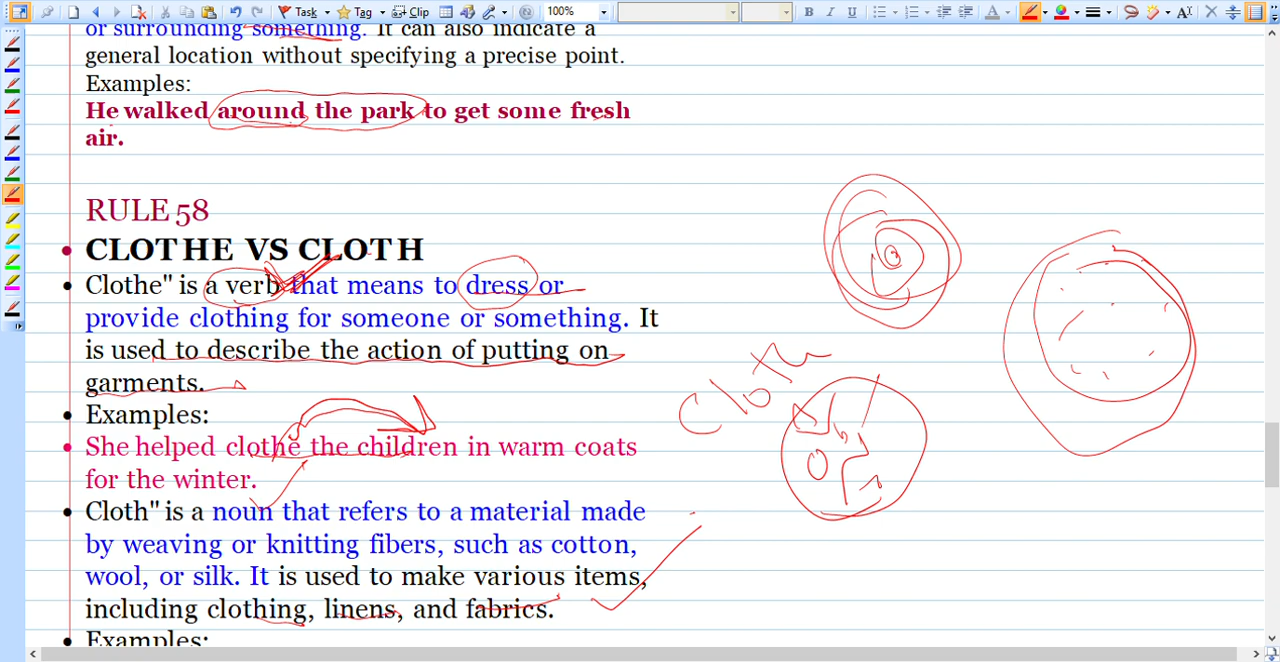 Task
Tag
Clip
100%
B I U
or surrounding something. It can also indicate a
general location without specifying a precise point.
Examples:
He walked around the park to get some fresh
air.
RULE 58
• CLOTHE VS CLOTH
• Clothe" is a verb that means to dress or
provide clothing for someone or something. It
is used to describe the action of putting on
garments.
• Examples:
• She helped clothe the children in warm coats
for the winter.
• Cloth" is a noun that refers to a material made
by weaving or knitting fibers, such as cotton,
wool, or silk. It is used to make various items,
including clothing, linens, and fabrics.
• Examples: